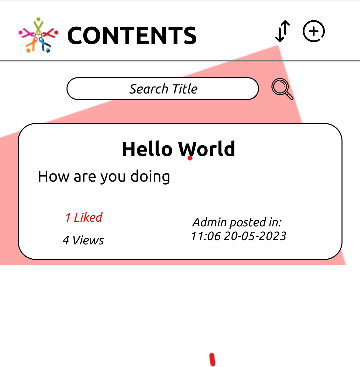 CONTENTS
Search Title
Hello World
How are you doing
1 Liked
4 Views
Admin posted in:
11:06 20-05-2023